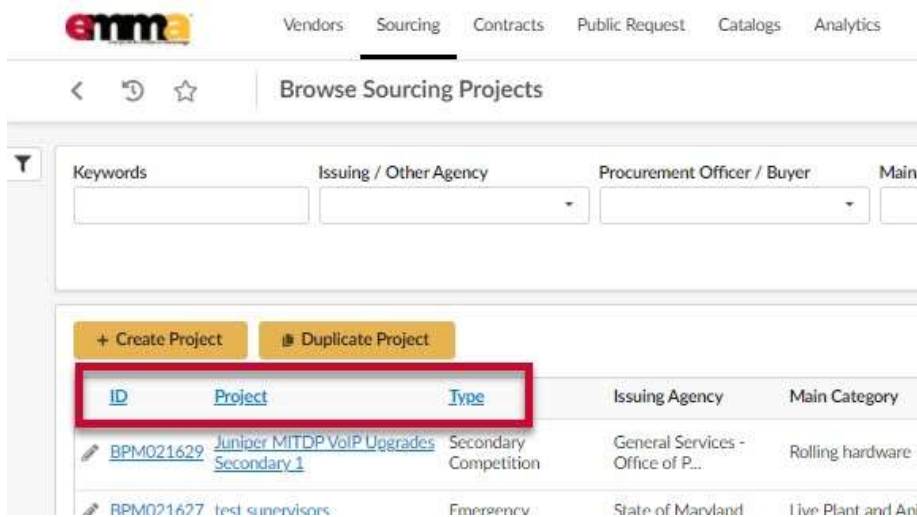 emma
Vendors Sourcing Contracts Public Request Catalogs Analytics
Browse Sourcing Projects
Keywords Issuing / Other Agency Procurement Officer / Buyer Main
+ Create Project Duplicate Project
ID Project Type Issuing Agency Main Category
BPM021629 Juniper MITDP VoIP Upgrades Secondary General Services - Rolling hardware
Secondary 1 Competition Office of P...
BPM021627 test supervisors Emergency State of Maryland Live Plant and